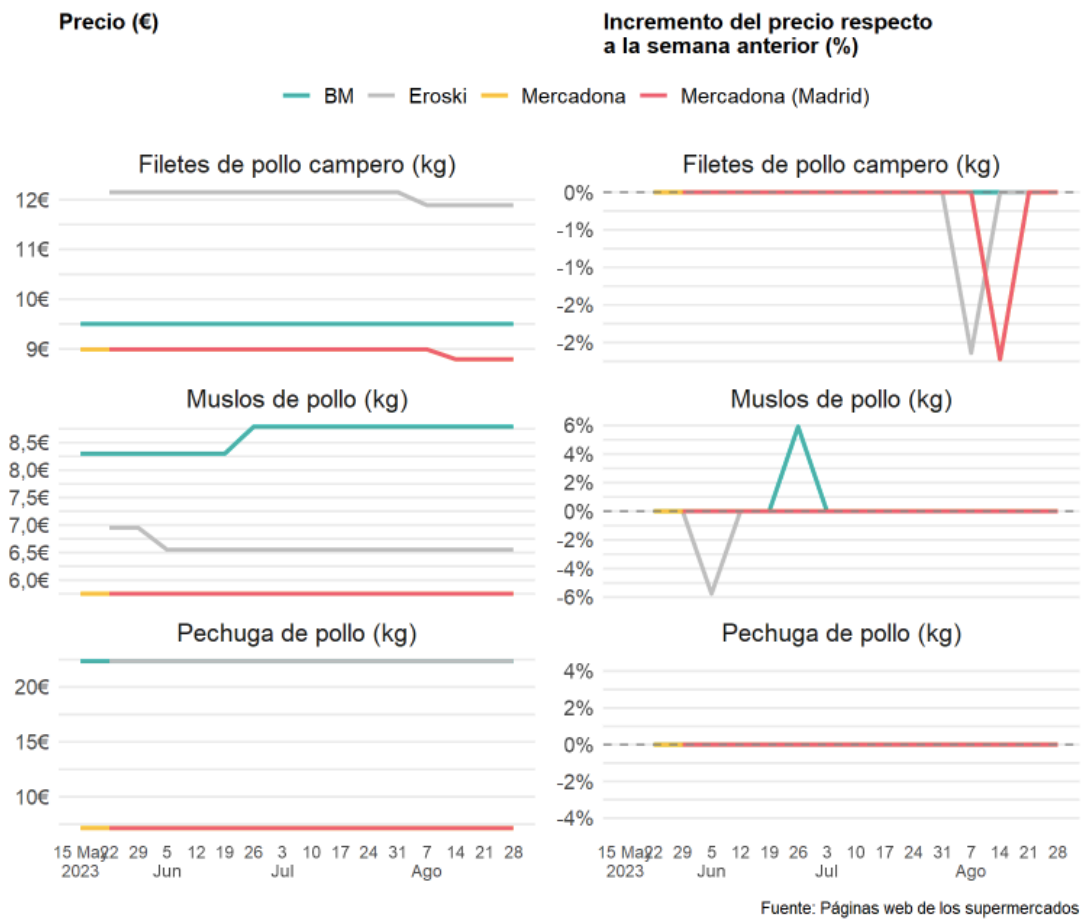 Precio (€)
Incremento del precio respecto
a la semana anterior (%)
BM Eroski Mercadona Mercadona (Madrid)
Filetes de pollo campero (kg)
12€
11€
10€
9€
Filetes de pollo campero (kg)
0%
-1%
-1%
-2%
-2%
Muslos de pollo (kg)
8,5€
8,0€
7,5€
7,0€
6,5€
6,0€
Muslos de pollo (kg)
6%
4%
2%
0%
-2%
-4%
-6%
Pechuga de pollo (kg)
20€
15€
10€
Pechuga de pollo (kg)
4%
2%
0%
-2%
-4%
15 May 22 29 5 12 19 26 3 10 17 24 31 7 14 21 28
2023 Jun Jul Ago
15 May 22 29 5 12 19 26 3 10 17 24 31 7 14 21 28
2023 Jun Jul Ago
Fuente: Páginas web de los supermercados